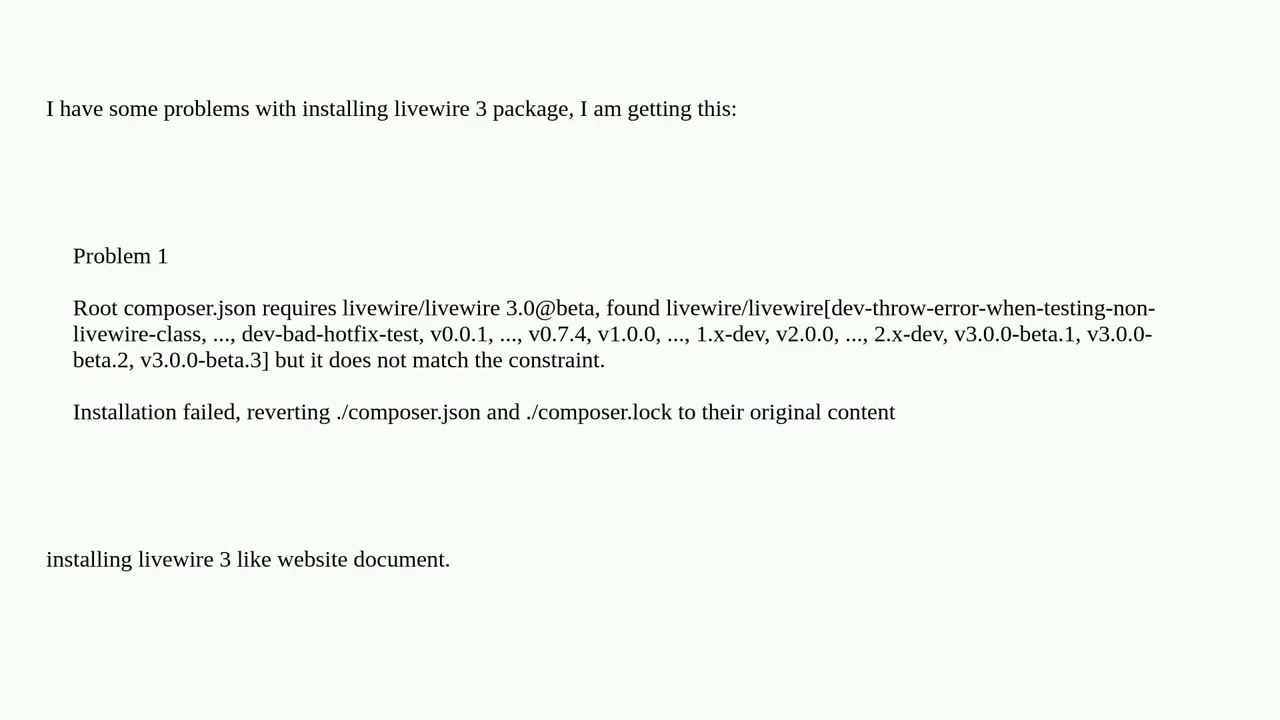 I have some problems with installing livewire 3 package, I am getting this:
Problem 1
Root composer.json requires livewire/livewire 3.0@beta, found livewire/livewire[dev-throw-error-when-testing-non-
livewire-class, ..., dev-bad-hotfix-test, v0.0.1, ..., v0.7.4, v1.0.0, ..., 1.x-dev, v2.0.0, ..., 2.x-dev, v3.0.0-beta.1, v3.0.0-
beta.2, v3.0.0-beta.3] but it does not match the constraint.
Installation failed, reverting ./composer.json and ./composer.lock to their original content
installing livewire 3 like website document.